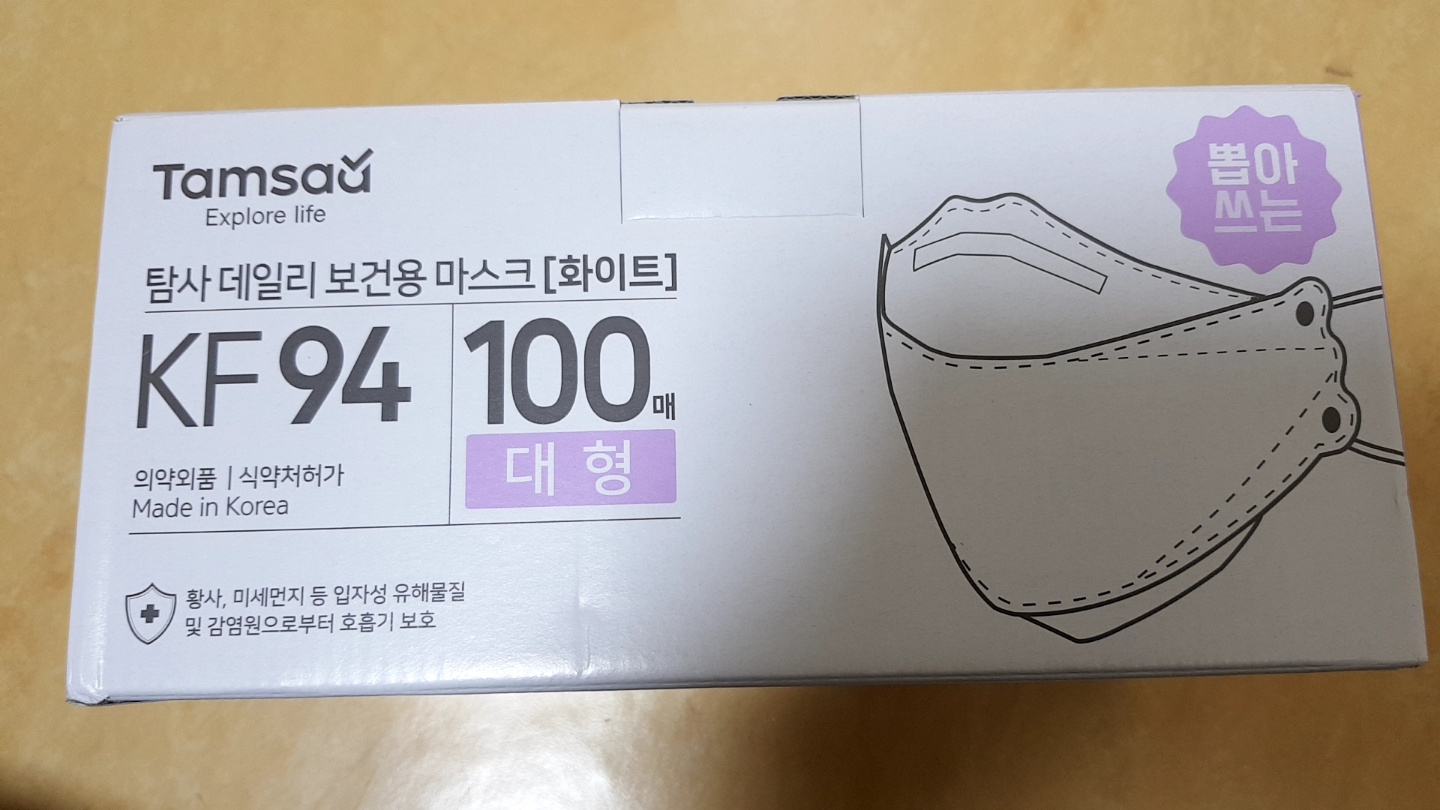 Tamsaa
Explore life
탐사 데일리 보건용 마스크 [화이트]
KF94
100매
대형
의약외품 | 식약처허가
Made in Korea
황사, 미세먼지 등 입자성 유해물질
및 감염원으로부터 호흡기 보호
뽑아
쓰는